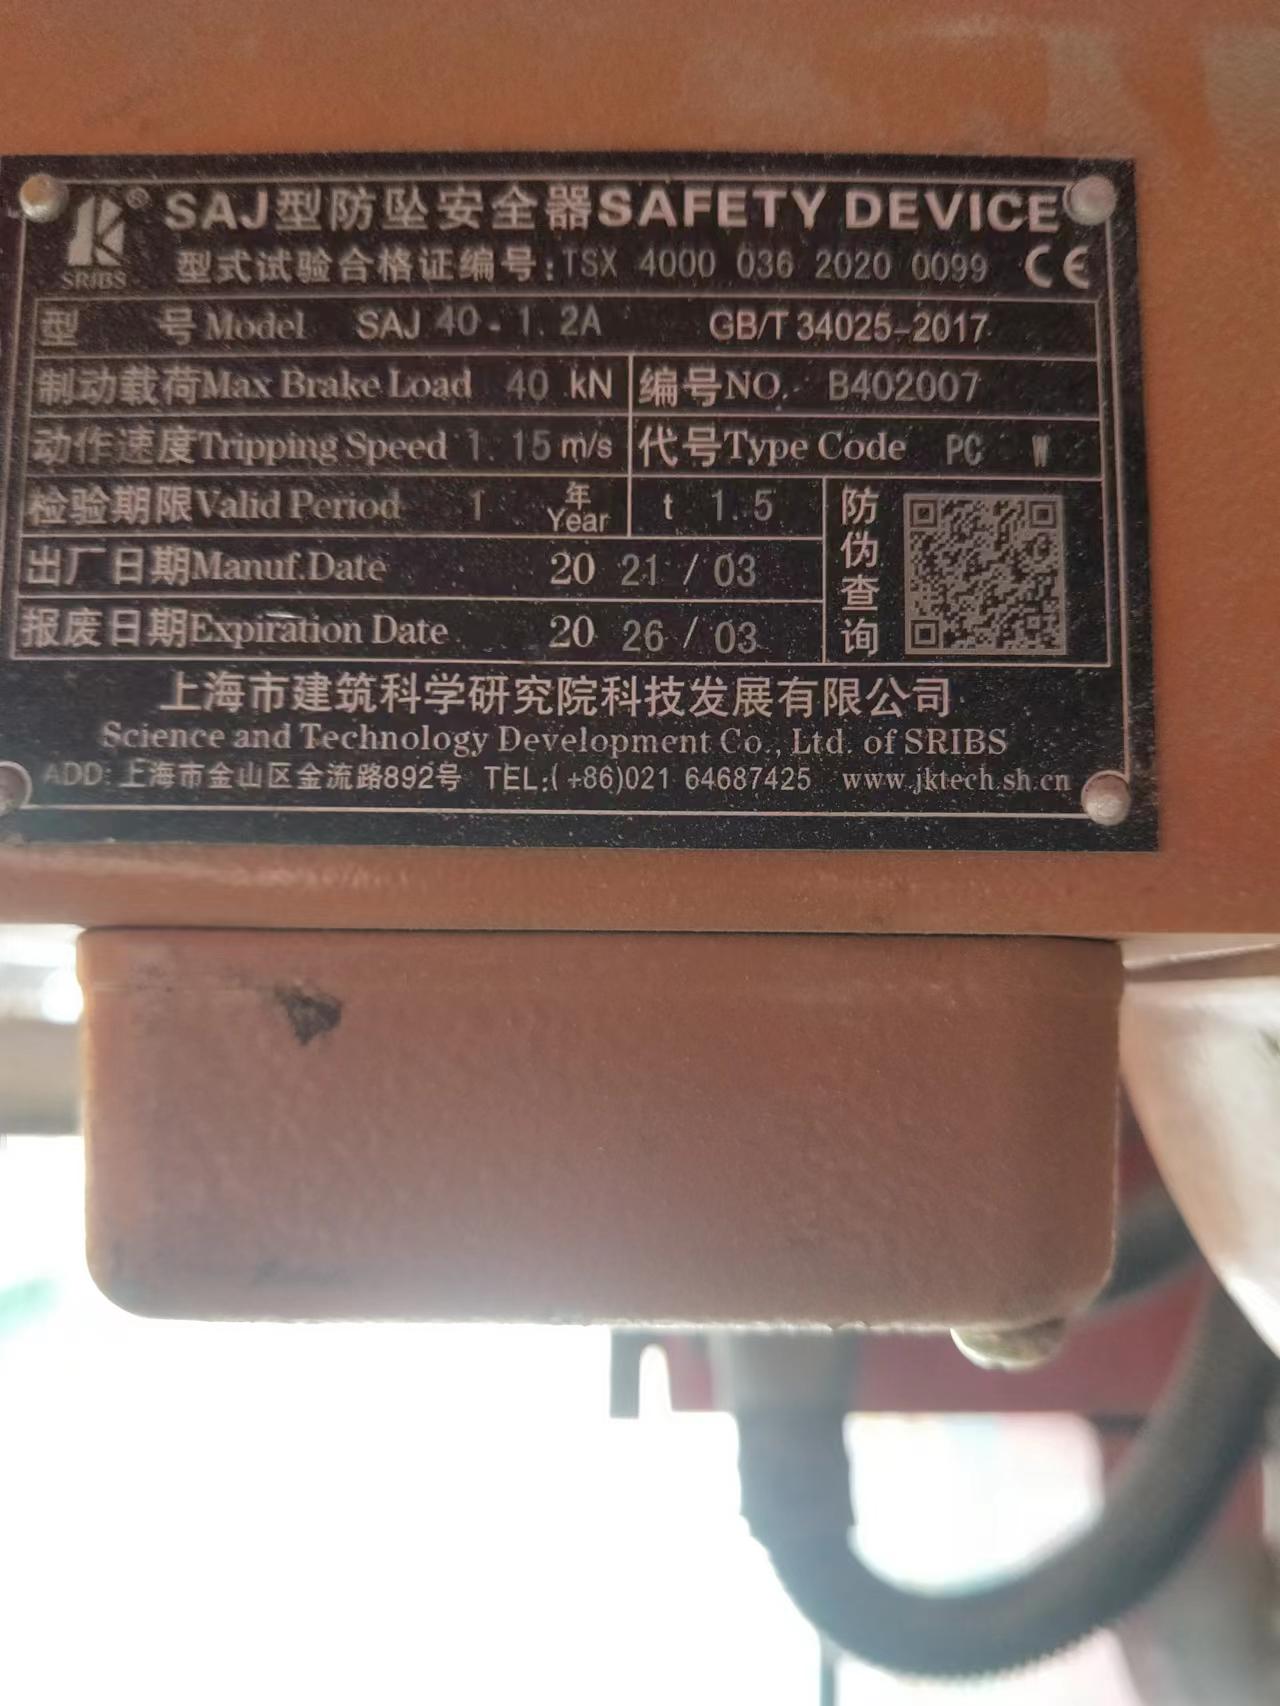 SAJ型防坠安全器SAFETY DEVICE
SRIBS
型式试验合格证编号:TSX 4000 036 2020 0099 CE
型 号 Model SAJ 40-1.2A GB/T 34025-2017
制动载荷Max Brake Load 40 kN 编号NO. B402007
动作速度Tripping Speed 1.15 m/s 代号Type Code PC W
检验期限Valid Period 1 年 Year t 1.5
出厂日期Manuf.Date 20 21 / 03
报废日期Expiration Date 20 26 / 03
防伪查询
上海市建筑科学研究院科技发展有限公司
Science and Technology Development Co., Ltd. of SRIBS
ADD: 上海市金山区金流路892号 TEL:(+86)021 64687425 www.jktech.sh.cn